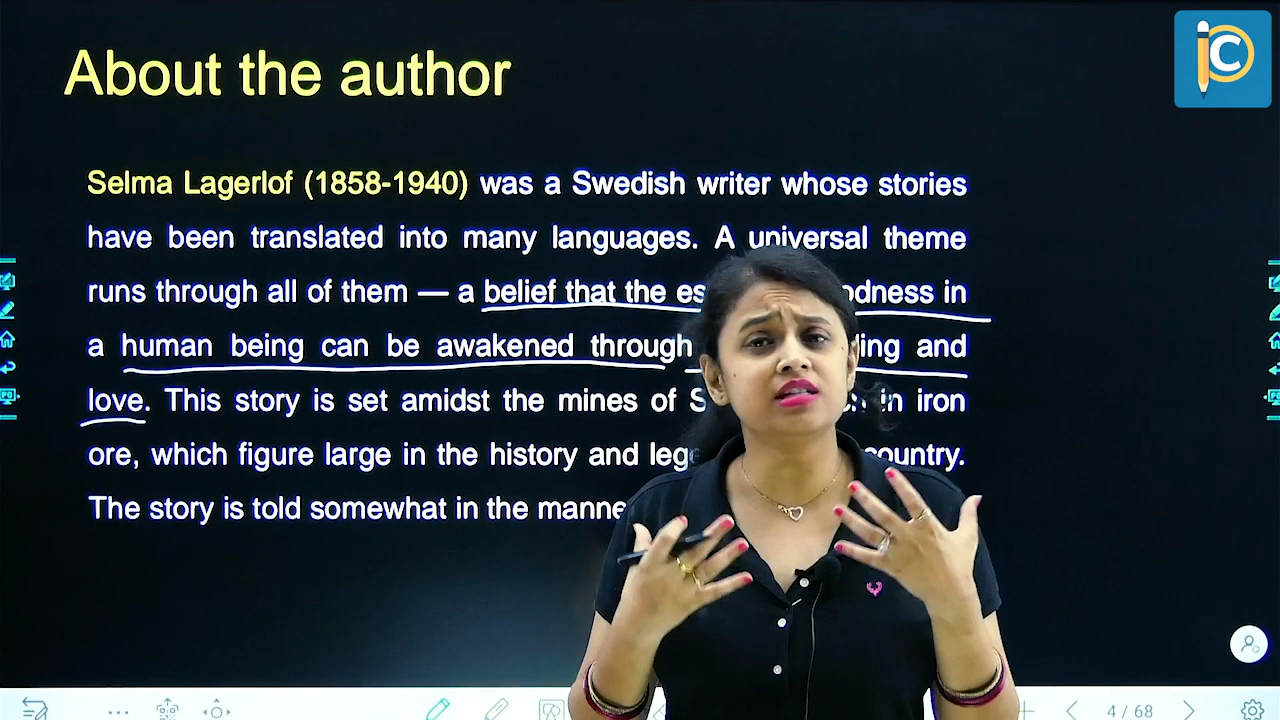 About the author
Selma Lagerlof (1858-1940) was a Swedish writer whose stories
have been translated into many languages. A universal theme
runs through all of them — a belief that the es odness in
a human being can be awakened through ing and
love. This story is set amidst the mines of S in iron
ore, which figure large in the history and leg country.
The story is told somewhat in the manne
4 / 68